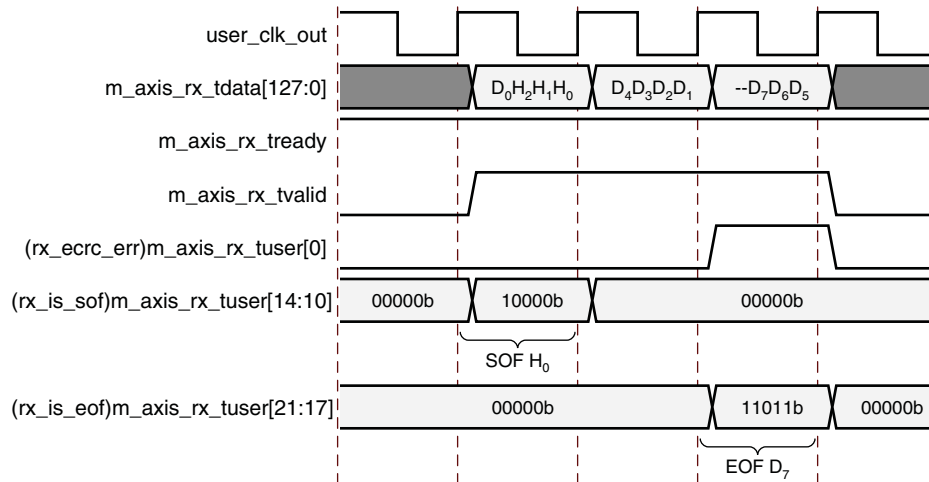 user_clk_out
m_axis_rx_tdata[127:0] D₀H₂H₁H₀ D₄D₃D₂D₁ --D₇D₆D₅
m_axis_rx_tready
m_axis_rx_tvalid
(rx_ecrc_err)m_axis_rx_tuser[0]
(rx_is_sof)m_axis_rx_tuser[14:10] 00000b 10000b 00000b
SOF H₀
(rx_is_eof)m_axis_rx_tuser[21:17] 00000b 11011b 00000b
EOF D₇